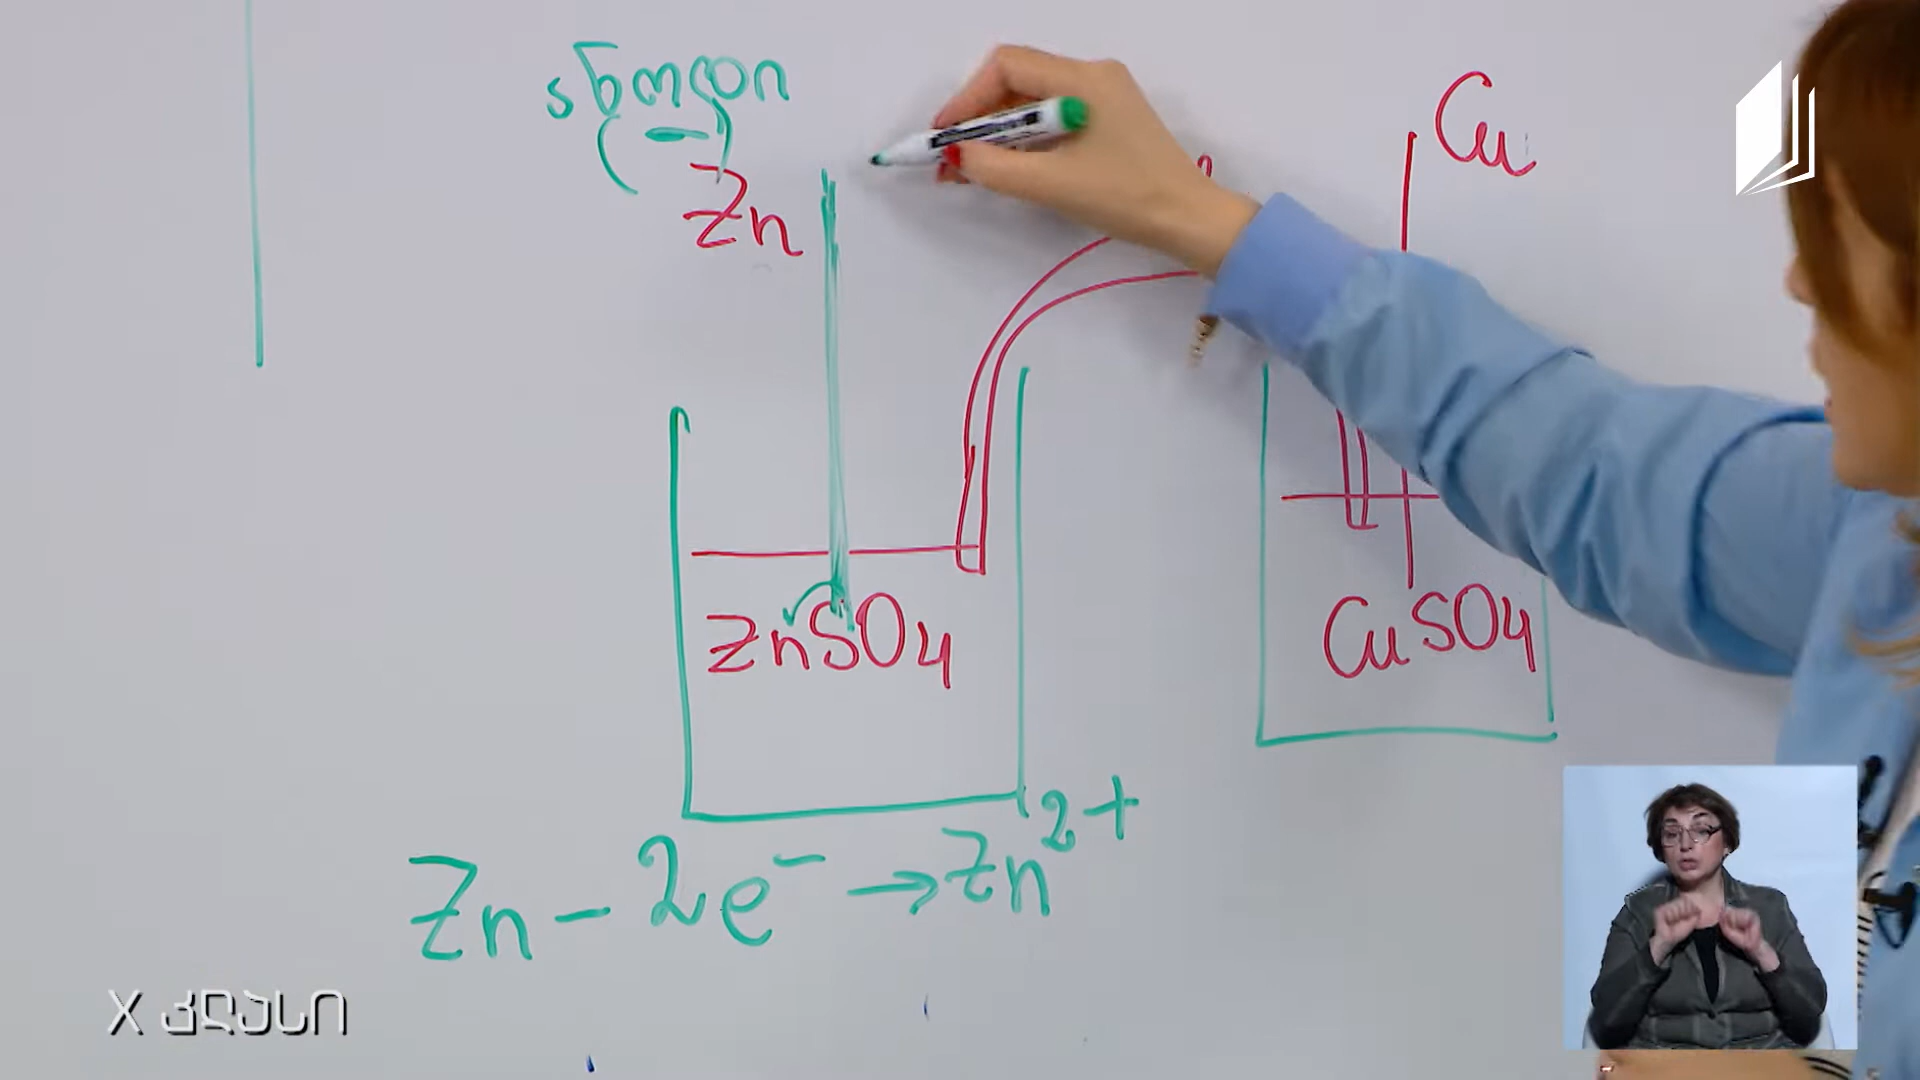 ანოდი
(-)
Zn
Cu
ZnSO4
CuSO4
Zn - 2e⁻ → Zn²⁺
X კლასი